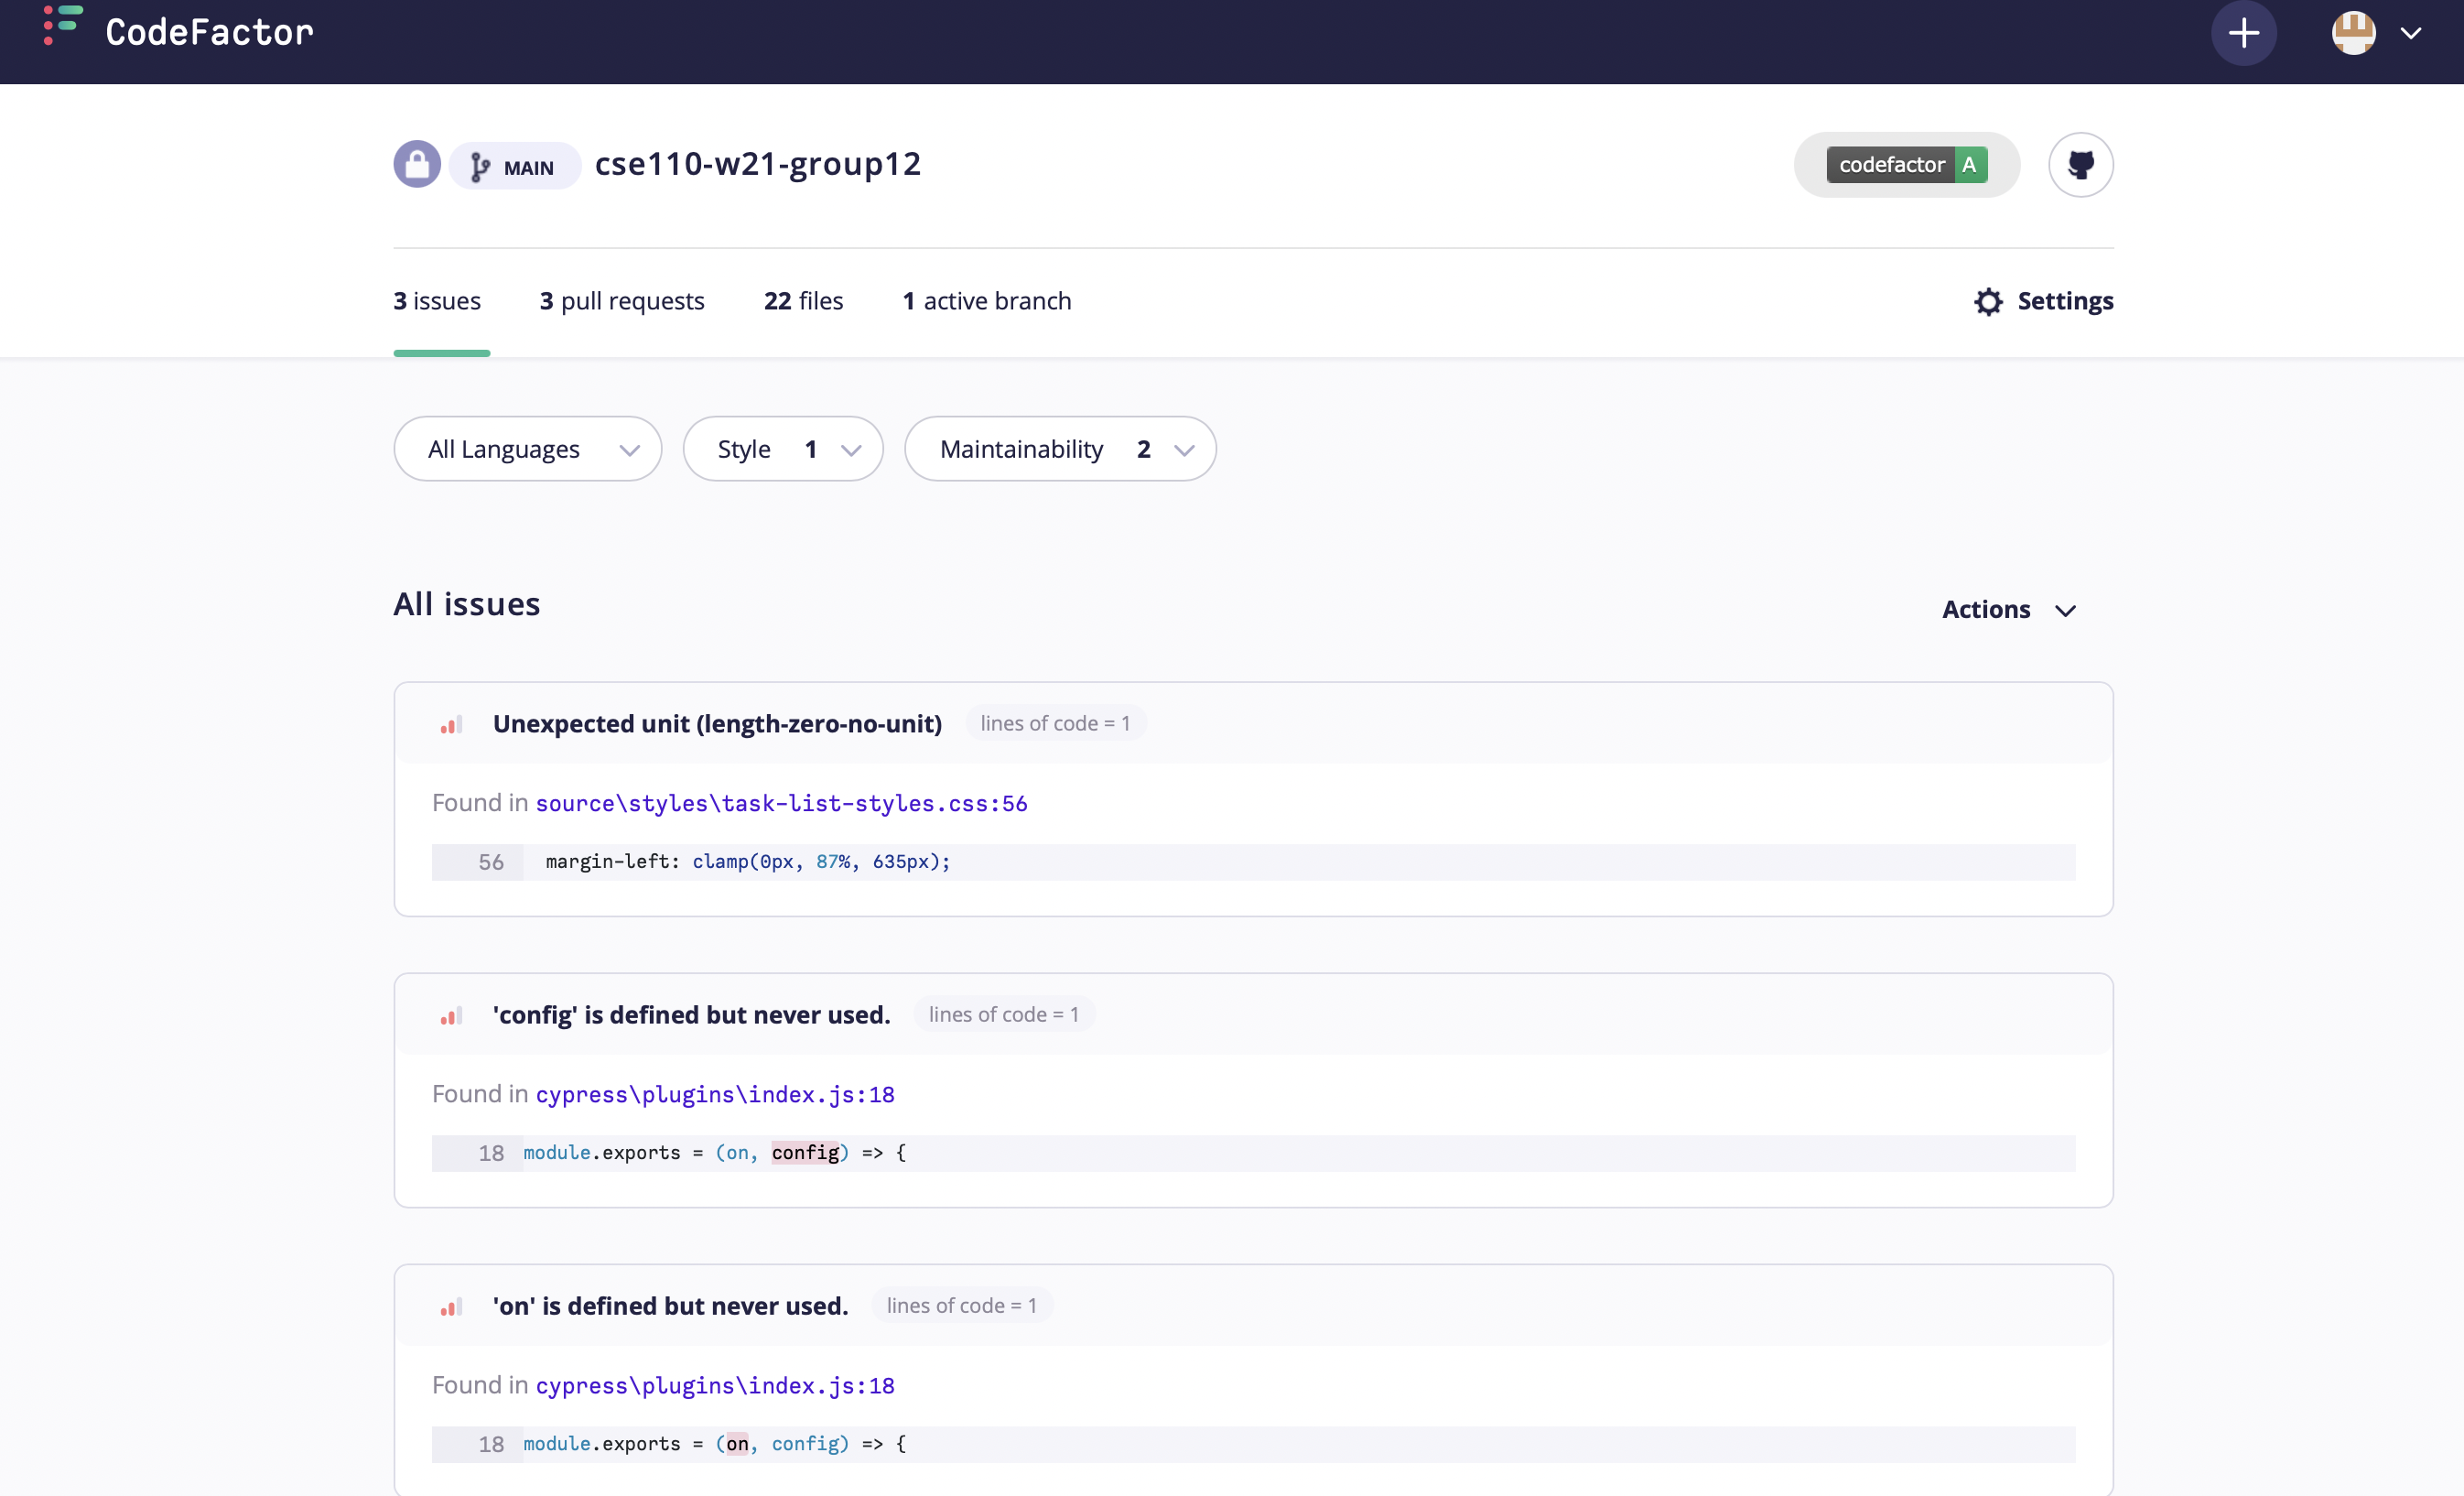 CodeFactor
MAIN cse110-w21-group12
codefactor A
3 issues 3 pull requests 22 files 1 active branch Settings
All Languages Style 1 Maintainability 2
All issues
Actions
Unexpected unit (length-zero-no-unit) lines of code = 1
Found in source\styles\task-list-styles.css:56
56 margin-left: clamp(0px, 87%, 635px);
'config' is defined but never used. lines of code = 1
Found in cypress\plugins\index.js:18
18 module.exports = (on, config) => {
'on' is defined but never used. lines of code = 1
Found in cypress\plugins\index.js:18
18 module.exports = (on, config) => {